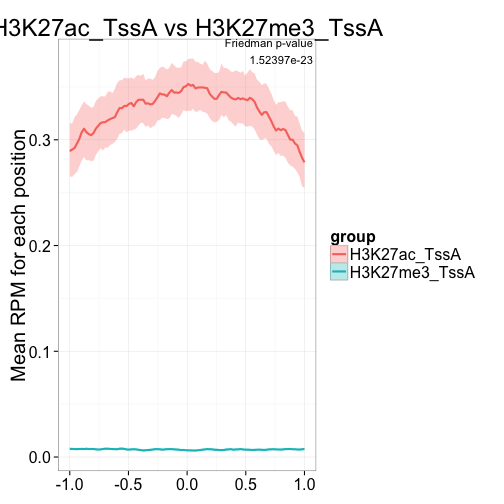 H3K27ac_TssA vs H3K27me3_TssA
Friedman p-value
1.52397e-23
Mean RPM for each position
0.3
0.2
0.1
0.0
-1.0 -0.5 0.0 0.5 1.0
group
H3K27ac_TssA
H3K27me3_TssA